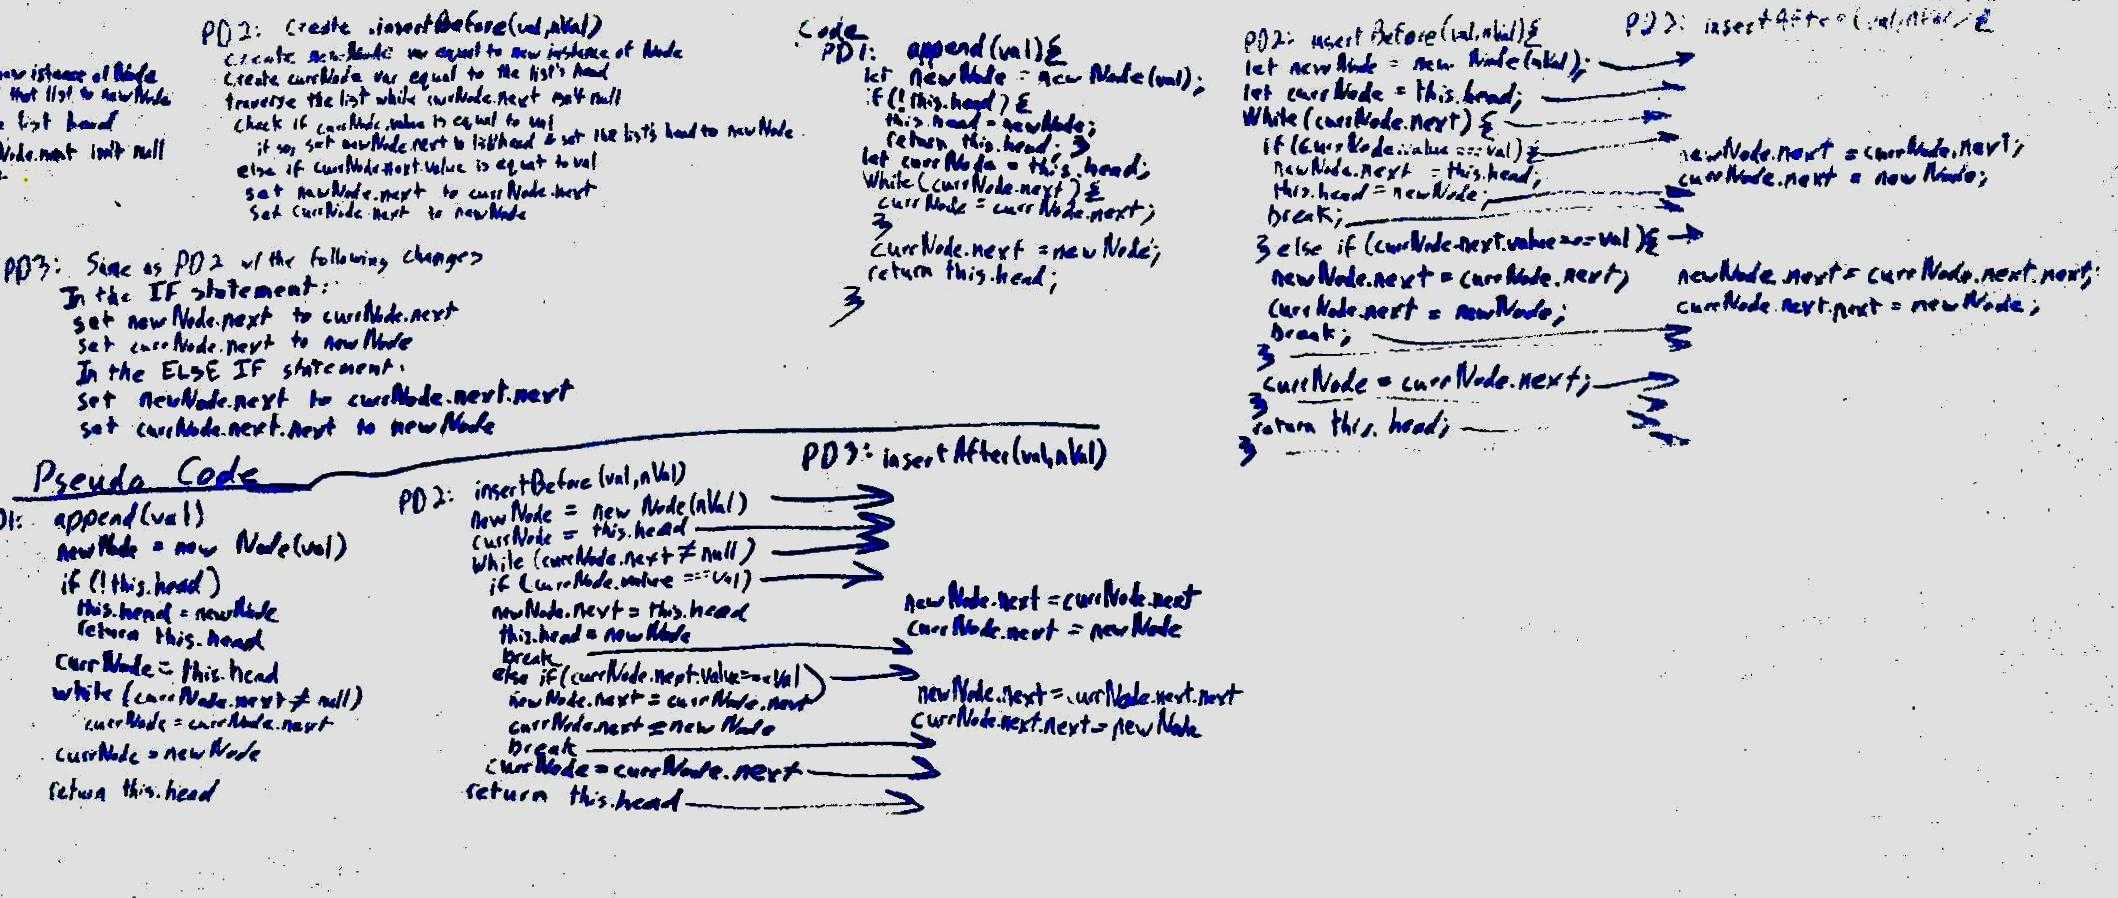 new istance of Node
that list to newNode
e list head
Node.next isn't null
PD2: Create .insertBefore(val,nVal)
Create newNode var equal to new instance of Node
Create currNode var equal to the list's head
traverse the list while currNode.next isn't null
check if currNode.value is equal to val
if so, set newNode.next to list head & set the list's head to newNode.
else if currNode.next.value is equal to val
set newNode.next to currNode.next
set currNode.next to newNode
PD3: Same as PD2 w/ the following changes
In the IF statement:
set newNode.next to currNode.next
set currNode.next to newNode
In the ELSE IF statement.
set newNode.next to currNode.next.next
set currNode.next.next to newNode
Code
PD1: append(val){
let newNode = new Node(val);
if(!this.head){
this.head = newNode;
return this.head; }
let currNode = this.head;
While(currNode.next){
currNode = currNode.next;
}
currNode.next = newNode;
return this.head;
}
PD2: insertBefore(val,nVal){
let newNode = new Node(nVal);
let currNode = this.head;
While(currNode.next){
if(currNode.value === val){
newNode.next = this.head;
this.head = newNode;
break;
} else if (currNode.next.value === val){
newNode.next = currNode.next;
currNode.next = newNode;
break;
}
currNode = currNode.next;
}
return this.head;
}
PD3: insertAfter(val,nVal){
newNode.next = currNode.next;
currNode.next = newNode;
newNode.next = currNode.next.next;
currNode.next.next = newNode;
Pseudo Code
D1: append(val)
newNode = new Node(val)
if (!this.head)
this.head = newNode
return this.head
currNode = this.head
while (currNode.next ≠ null)
currNode = currNode.next
currNode = newNode
return this.head
PD2: insertBefore(val,nVal)
newNode = new Node(nVal)
currNode = this.head
While (currNode.next ≠ null)
if (currNode.value === val)
newNode.next = this.head
this.head = newNode
break
else if(currNode.next.value === val)
newNode.next = currNode.next
currNode.next = newNode
break
currNode = currNode.next
return this.head
PD3: insertAfter(val,nVal)
newNode.next = currNode.next
currNode.next = newNode
newNode.next = currNode.next.next
currNode.next.next = newNode